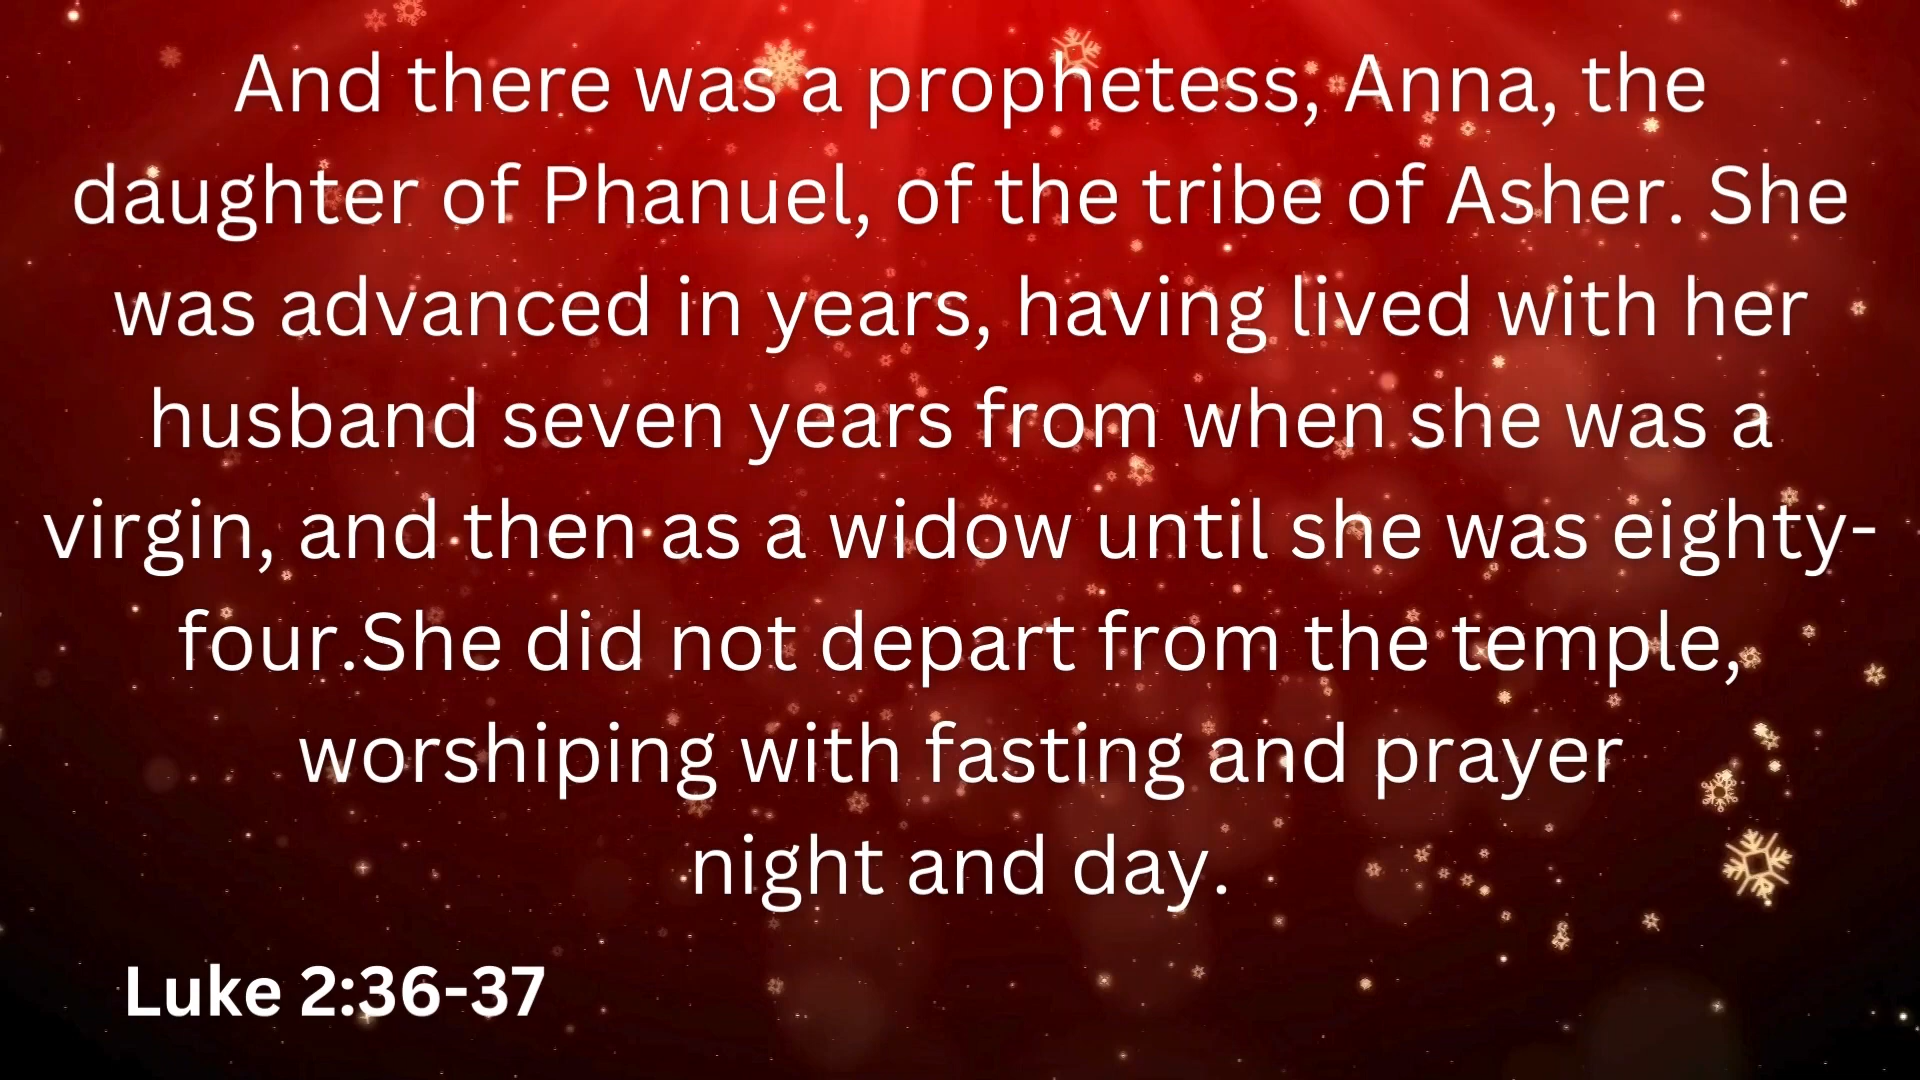 And there was a prophetess, Anna, the
daughter of Phanuel, of the tribe of Asher. She
was advanced in years, having lived with her
husband seven years from when she was a
virgin, and then as a widow until she was eighty-
four.She did not depart from the temple,
worshiping with fasting and prayer
night and day.
Luke 2:36-37